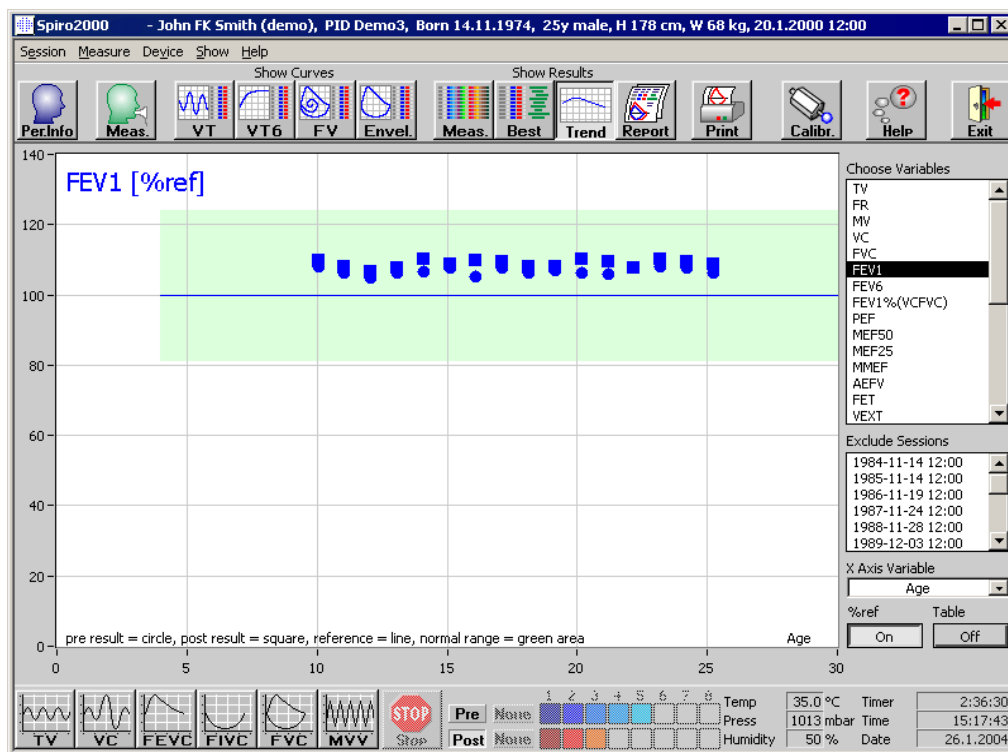 Spiro2000 - John FK Smith (demo), PID Demo3, Born 14.11.1974, 25y male, H 178 cm, W 68 kg, 20.1.2000 12:00
Session Measure Device Show Help
Show Curves Show Results
Per.Info Meas. VT VT6 FV Envel. Meas. Best Trend Report Print Calibr. Help Exit
FEV1 [%ref]
140
120
100
80
60
40
20
0
pre result = circle, post result = square, reference = line, normal range = green area Age
0 5 10 15 20 25 30
Choose Variables
TV
FR
MV
VC
FVC
FEV1
FEV6
FEV1%(VCFVC)
PEF
MEF50
MEF25
MMEF
AEFV
FET
VEXT
Exclude Sessions
1984-11-14 12:00
1985-11-14 12:00
1986-11-19 12:00
1987-11-24 12:00
1988-11-28 12:00
1989-12-03 12:00
X Axis Variable
Age
%ref Table
On Off
TV VC FEVC FIVC FVC MVV
STOP
Stop
1 2 3 4 5 6 7 8
Pre None
Post None
Temp 35.0 °C Timer 2:36:30
Press 1013 mbar Time 15:17:43
Humidity 50 % Date 26.1.2004